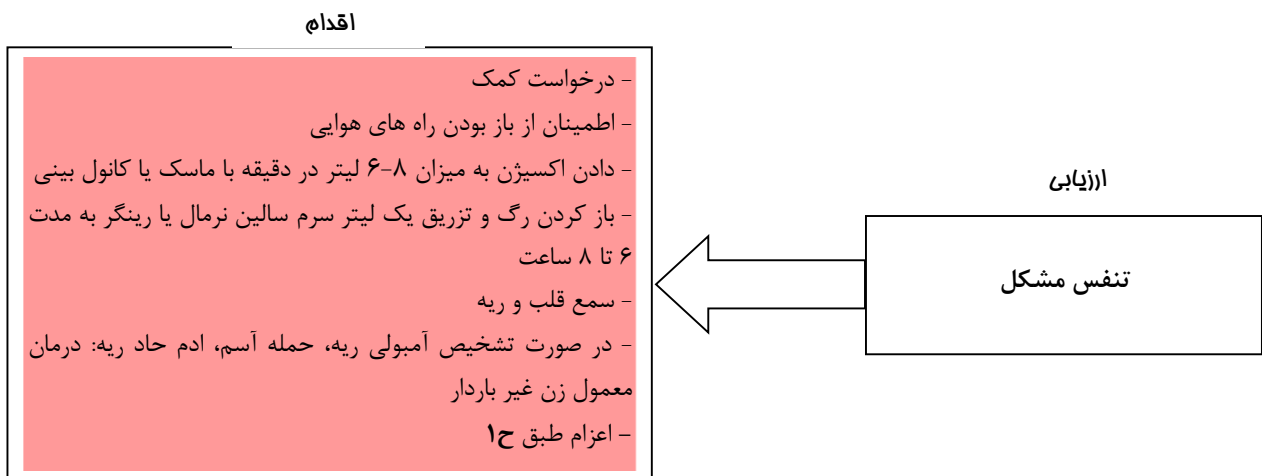 ارزیابی
تنفس مشکل
اقدام
- درخواست کمک
- اطمینان از باز بودن راه های هوایی
- دادن اکسیژن به میزان ۸-۶ لیتر در دقیقه با ماسک یا کانول بینی
- باز کردن رگ و تزریق یک لیتر سرم سالین نرمال یا رینگر به مدت
۶ تا ۸ ساعت
- سمع قلب و ریه
- در صورت تشخیص آمبولی ریه، حمله آسم، ادم حاد ریه: درمان
معمول زن غیر باردار
- اعزام طبق ح۱